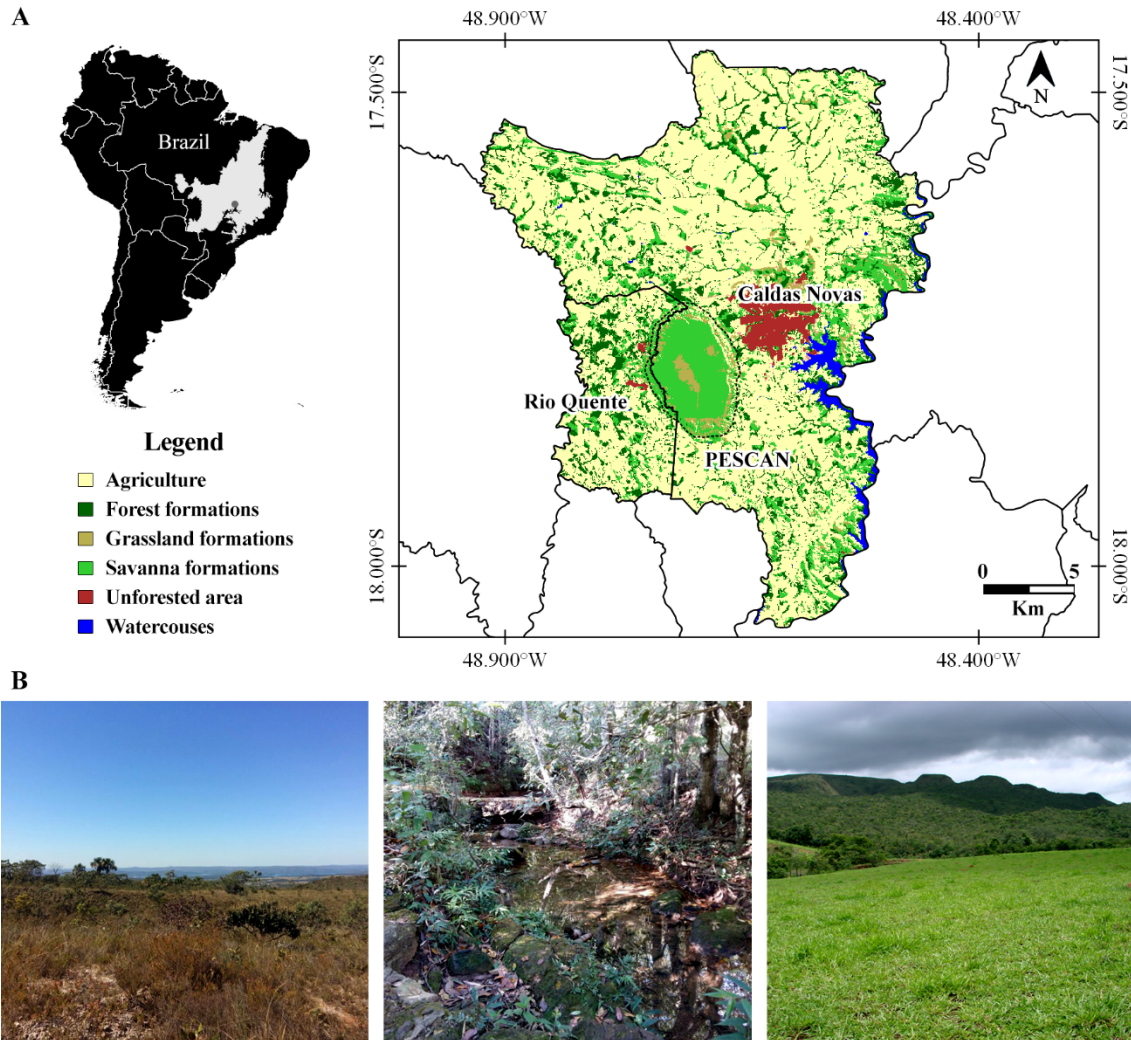 A
48.900°W
48.400°W
17.500°S
17.500°S
N
Brazil
Caldas Novas
Rio Quente
PESCAN
Legend
Agriculture
Forest formations
Grassland formations
Savanna formations
Unforested area
Watercouses
18.000°S
18.000°S
0 5
Km
48.900°W
48.400°W
B